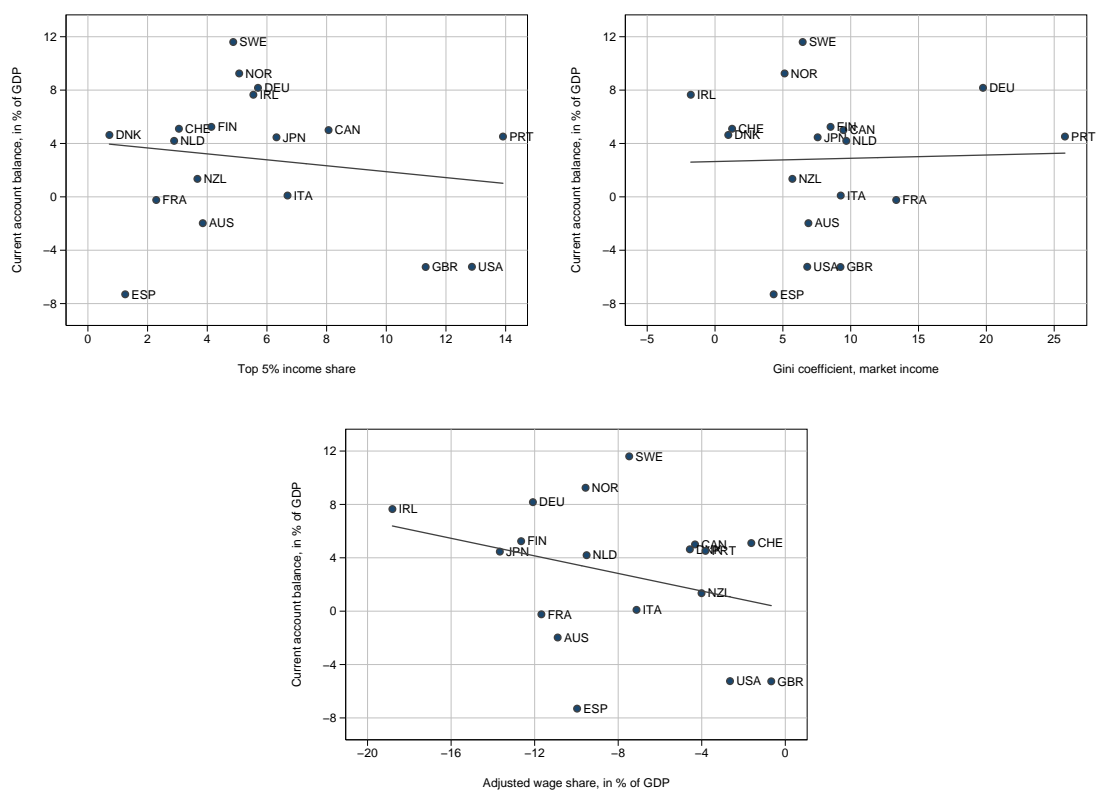 12
8
4
0
−4
−8
Current account balance, in % of GDP
SWE
NOR
DEU
IRL
DNK
CHE
FIN
NLD
JPN
CAN
PRT
NZL
FRA
ITA
AUS
GBR
USA
ESP
0 2 4 6 8 10 12 14
Top 5% income share
12
8
4
0
−4
−8
Current account balance, in % of GDP
SWE
NOR
DEU
IRL
CHE
DNK
FIN
CAN
JPN
NLD
PRT
NZL
ITA
FRA
AUS
USA
GBR
ESP
−5 0 5 10 15 20 25
Gini coefficient, market income
12
8
4
0
−4
−8
Current account balance, in % of GDP
SWE
NOR
DEU
IRL
FIN
JPN
NLD
CAN
DNK
PRT
CHE
NZL
FRA
ITA
AUS
USA
GBR
ESP
−20 −16 −12 −8 −4 0
Adjusted wage share, in % of GDP